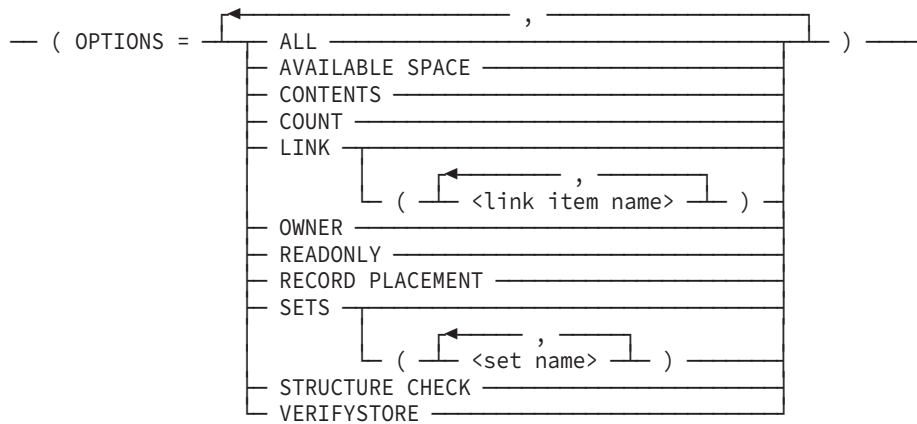 ,
( OPTIONS = ALL )
AVAILABLE SPACE
CONTENTS
COUNT
LINK
,
( <link item name> )
OWNER
READONLY
RECORD PLACEMENT
SETS
,
( <set name> )
STRUCTURE CHECK
VERIFYSTORE